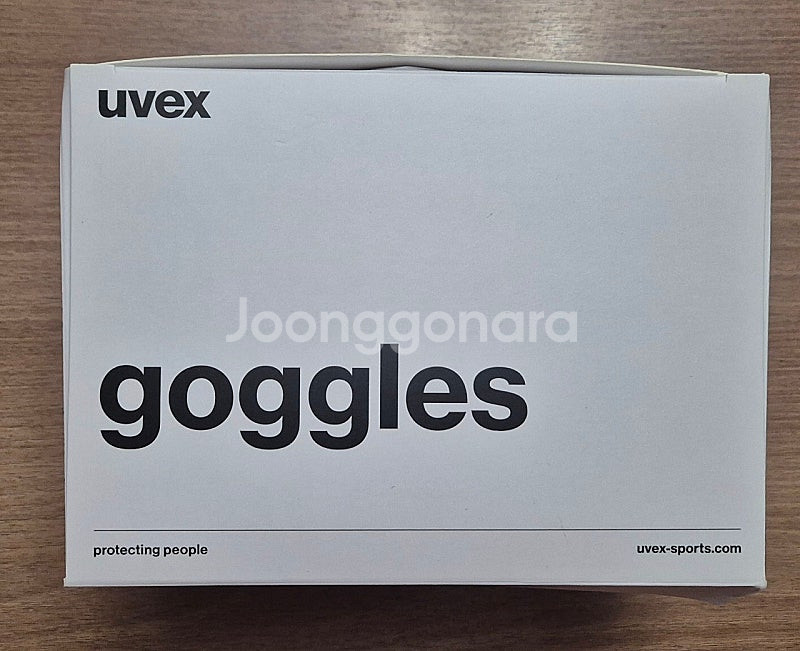 uvex
Joonggonara
goggles
protecting people
uvex-sports.com